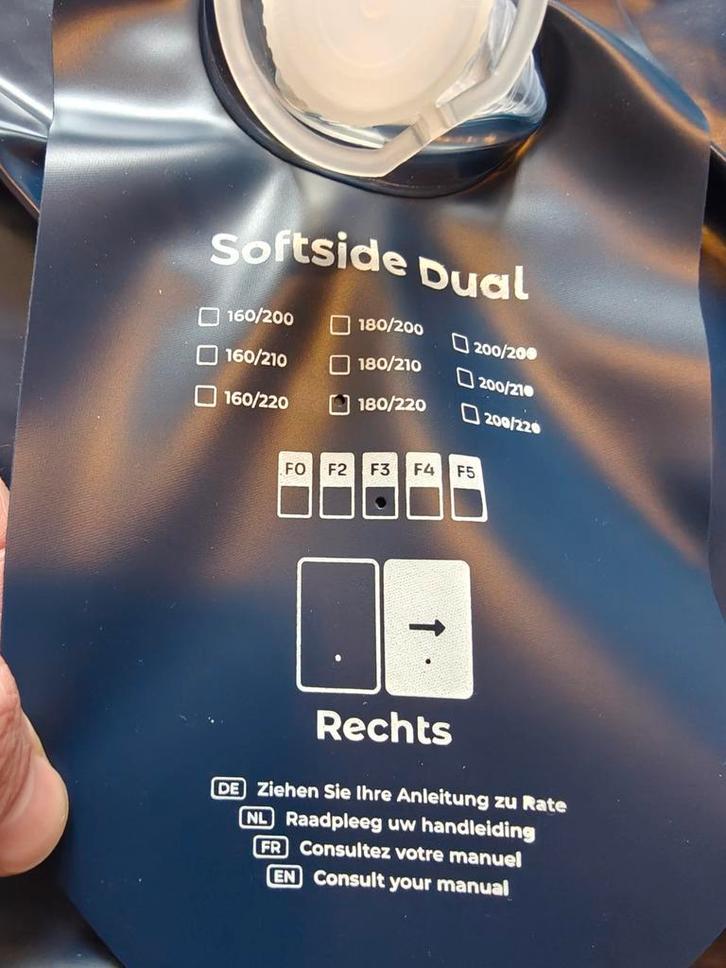 Softside Dual
160/200 180/200 200/200
160/210 180/210 200/210
160/220 180/220 200/220
F0 F2 F3 F4 F5
Rechts
DE Ziehen Sie Ihre Anleitung zu Rate
NL Raadpleeg uw handleiding
FR Consultez votre manuel
EN Consult your manual